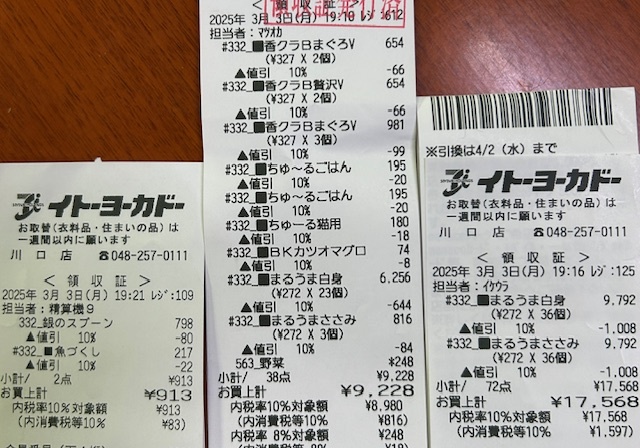 イトーヨーカドー
お取替(衣料品・住まいの品)は
一週間以内に願います
川口店 ☎048-257-0111
< 領収証 >
2025年 3月 3日(月) 19:21 レジ:109
担当者:精算機9
332_銀のスプーン 798
▲値引 10% -80
#332_■魚づくし 217
▲値引 10% -22
小計/ 2点 ¥913
お買上計 ¥913
内税率10%対象額 ¥913
(内消費税等10% ¥83)
< 領収証 >
領収証発行済
2025年 3月 3日(月) 19:10 レジ:612
担当者:マツオカ
#332_■香クラBまぐろV 654
(¥327 X 2個)
▲値引 10% -66
#332_■香クラB贅沢V 654
(¥327 X 2個)
▲値引 10% -66
#332_■香クラBまぐろV 981
(¥327 X 3個)
▲値引 10% -99
#332_■ちゅ〜るごはん 195
▲値引 10% -20
#332_■ちゅ〜るごはん 195
▲値引 10% -20
#332_■ちゅーる猫用 180
▲値引 10% -18
#332_■BKカツオマグロ 74
▲値引 10% -8
#332_■まるうま白身 6.256
(¥272 X 23個)
▲値引 10% -644
#332_■まるうまささみ 816
(¥272 X 3個)
▲値引 10% -84
563_野菜 ¥248
小計/ 38点 ¥9,228
お買上計 ¥9,228
内税率10%対象額 ¥8,980
(内消費税等10% ¥816)
内税率 8%対象額 ¥248
※引換は4/2(水)まで
イトーヨーカドー
お取替(衣料品・住まいの品)は
一週間以内に願います
川口店 ☎048-257-0111
< 領収証 >
2025年 3月 3日(月) 19:16 レジ:125
担当者:イケウラ
#332_■まるうま白身 9.792
(¥272 X 36個)
▲値引 10% -1.008
#332_■まるうまささみ 9.792
(¥272 X 36個)
▲値引 10% -1.008
小計/ 72点 ¥17.568
お買上計 ¥17,568
内税率10%対象額 ¥17.568
(内消費税等10% ¥1.597)